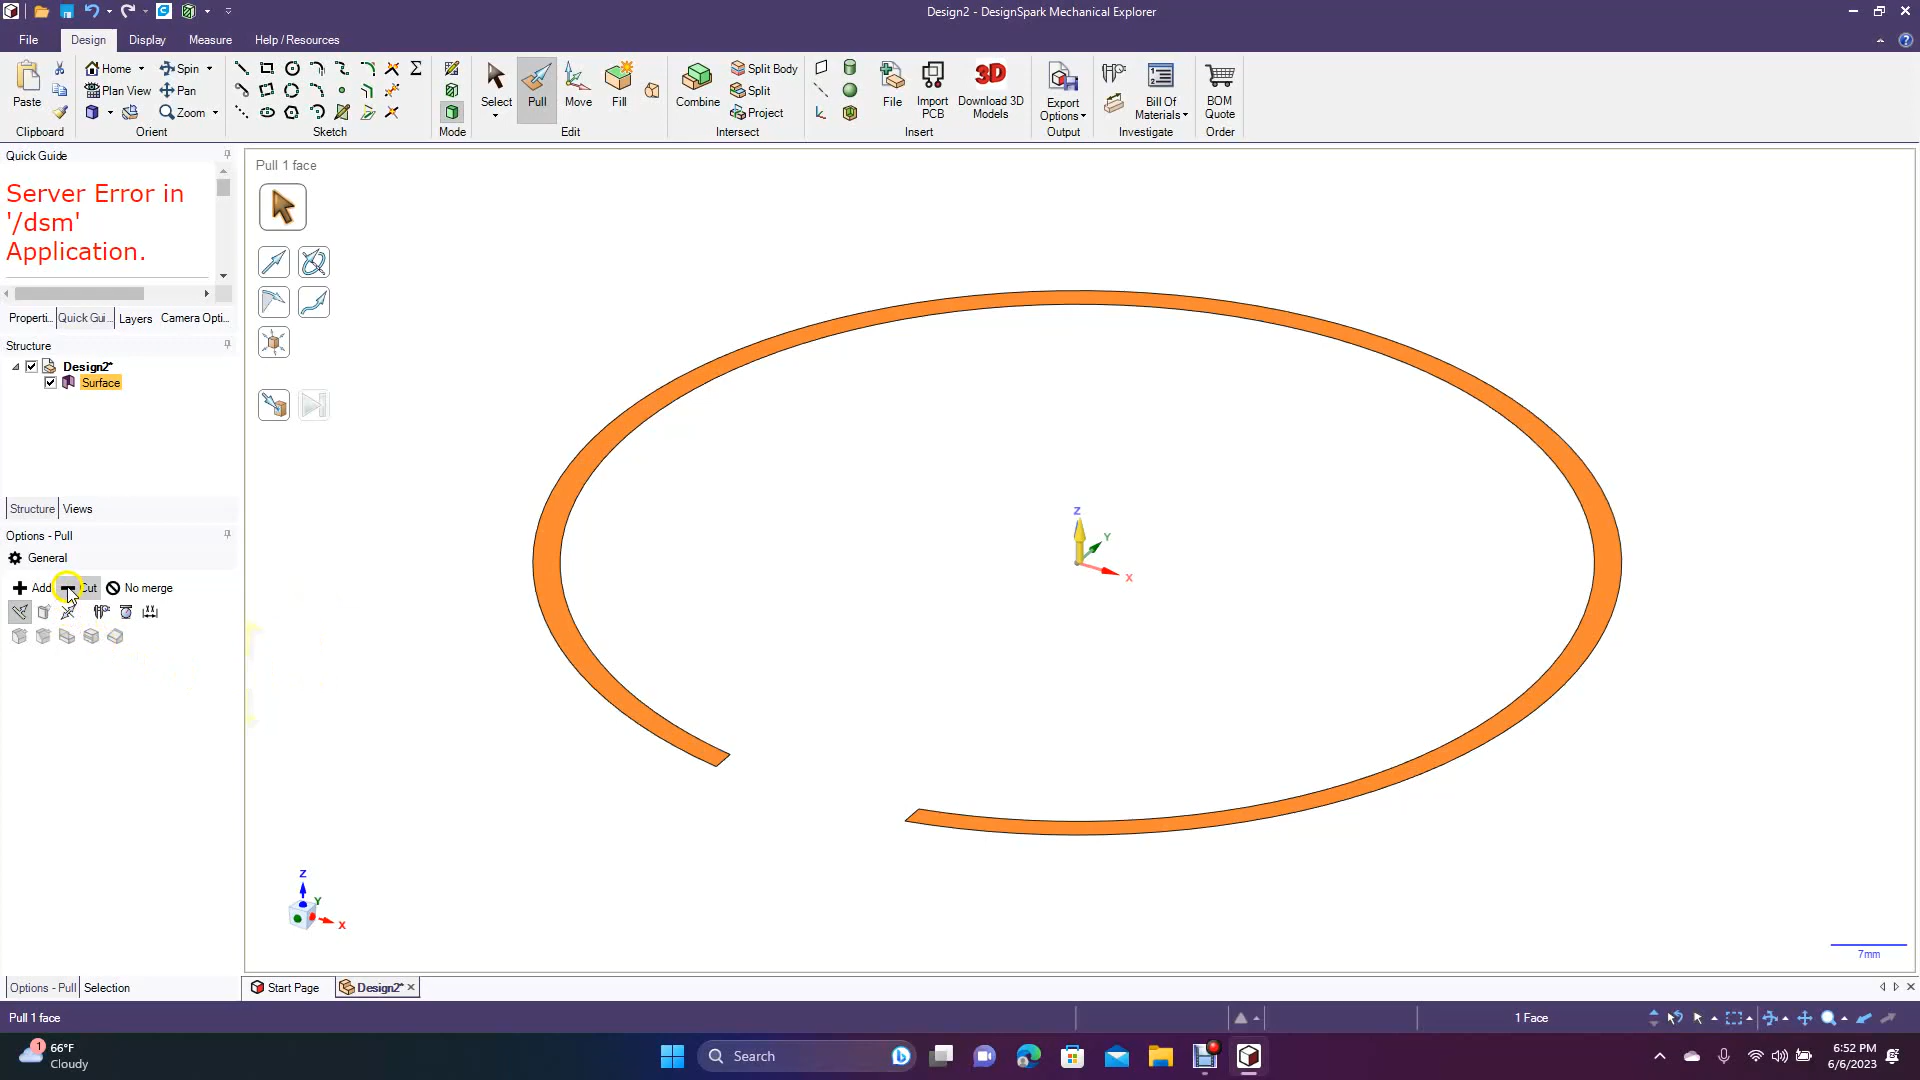 Design2 - DesignSpark Mechanical Explorer
File Design Display Measure Help / Resources
Paste
Home
Plan View
Spin
Pan
Zoom
Select
Pull
Move
Fill
Combine
Split Body
Split
Project
File
Import PCB
Download 3D Models
3D
Export Options
Bill Of Materials
BOM Quote
Clipboard Orient Sketch Mode Edit Intersect Insert Output Investigate Order
Quick Guide
Server Error in
'/dsm'
Application.
Properti... Quick Gui... Layers Camera Opti...
Structure
Design2*
Surface
Structure Views
Options - Pull
General
Add Cut No merge
Options - Pull Selection
Pull 1 face
Z
Y
X
Z
Y
X
7mm
Start Page Design2*
Pull 1 face
1 Face
1
66°F
Cloudy
Search
6:52 PM
6/6/2023